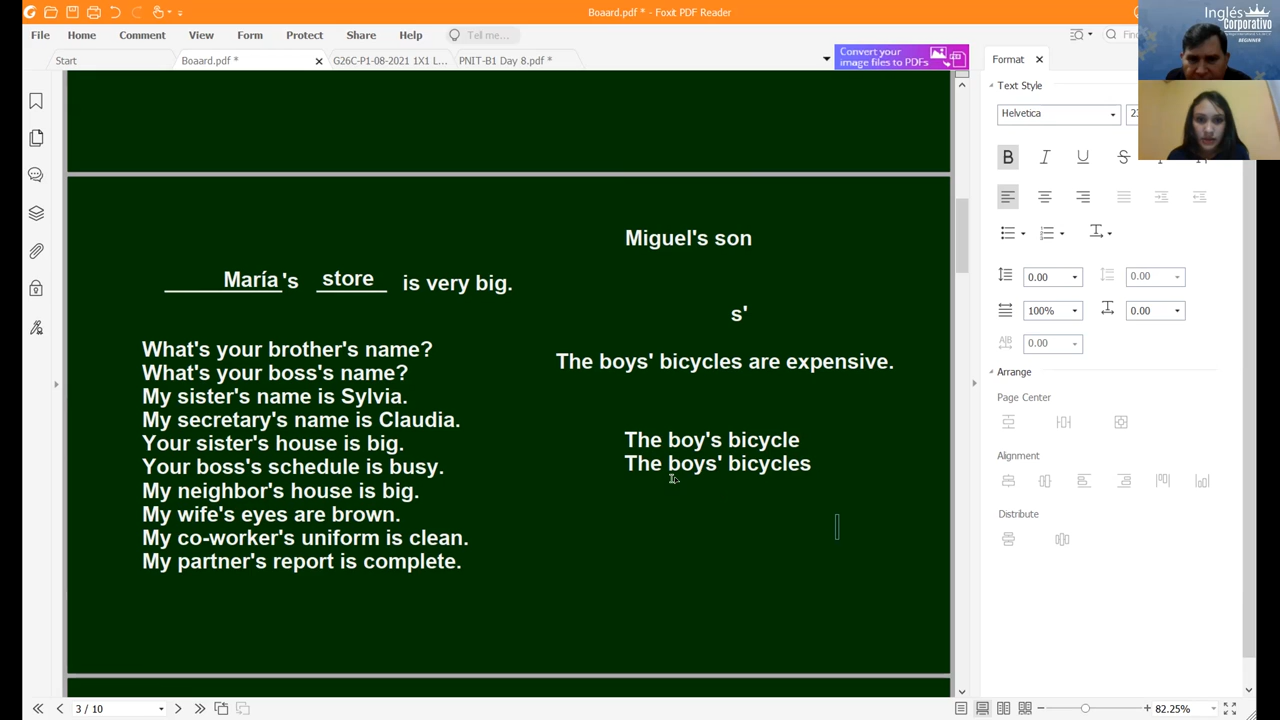 Boaard.pdf * - Foxit PDF Reader
Inglés
Corporativo
BEGINNER
File Home Comment View Form Protect Share Help Tell me...
Start Boaard.pdf * G26C-P1-08-2021 1X1 L... PNIT-B1 Day 8.pdf *
Convert your
image files to PDFs
Format
Text Style
Helvetica
B I U S
0.00 0.00
100% 0.00
0.00
Arrange
Page Center
Alignment
Distribute
Miguel's son
María 's store is very big.
s'
What's your brother's name?
What's your boss's name?
My sister's name is Sylvia.
My secretary's name is Claudia.
Your sister's house is big.
Your boss's schedule is busy.
My neighbor's house is big.
My wife's eyes are brown.
My co-worker's uniform is clean.
My partner's report is complete.
The boys' bicycles are expensive.
The boy's bicycle
The boys' bicycles
3 / 10
82.25%